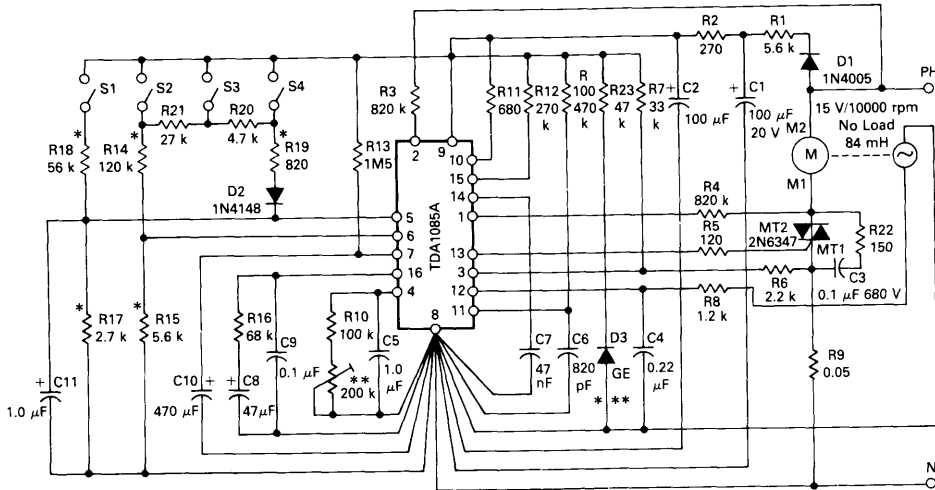 S1
S2
S3
S4
R21
27 k
R20
4.7 k
*
R18
56 k
*
R14
120 k
R19
820
D2
1N4148
R13
1M5
R3
820 k
2
9
10
15
14
1
13
3
12
11
8
5
6
7
16
4
TDA1085A
R11
680
R12
270
k
R
100
470
k
R23
47
k
R7
33
k
+
C2
100 µF
R2
270
+
C1
100
µF
20 V
R1
5.6 k
D1
1N4005
PH
15 V/10000 rpm
M2
No Load
84 mH
M
M1
R4
820 k
R5
120
MT2
2N6347
MT1
R22
150
C3
0.1 µF 680 V
R6
2.2 k
R8
1.2 k
R9
0.05
N
*
R17
2.7 k
*
R15
5.6 k
+
C11
1.0 µF
C10
+
470 µF
R16
68 k
C9
0.1 µF
+
C8
47µF
R10
100 k
**
200 k
C5
1.0
µF
C7
47
nF
C6
820
pF
D3
GE
* **
C4
0.22
µF